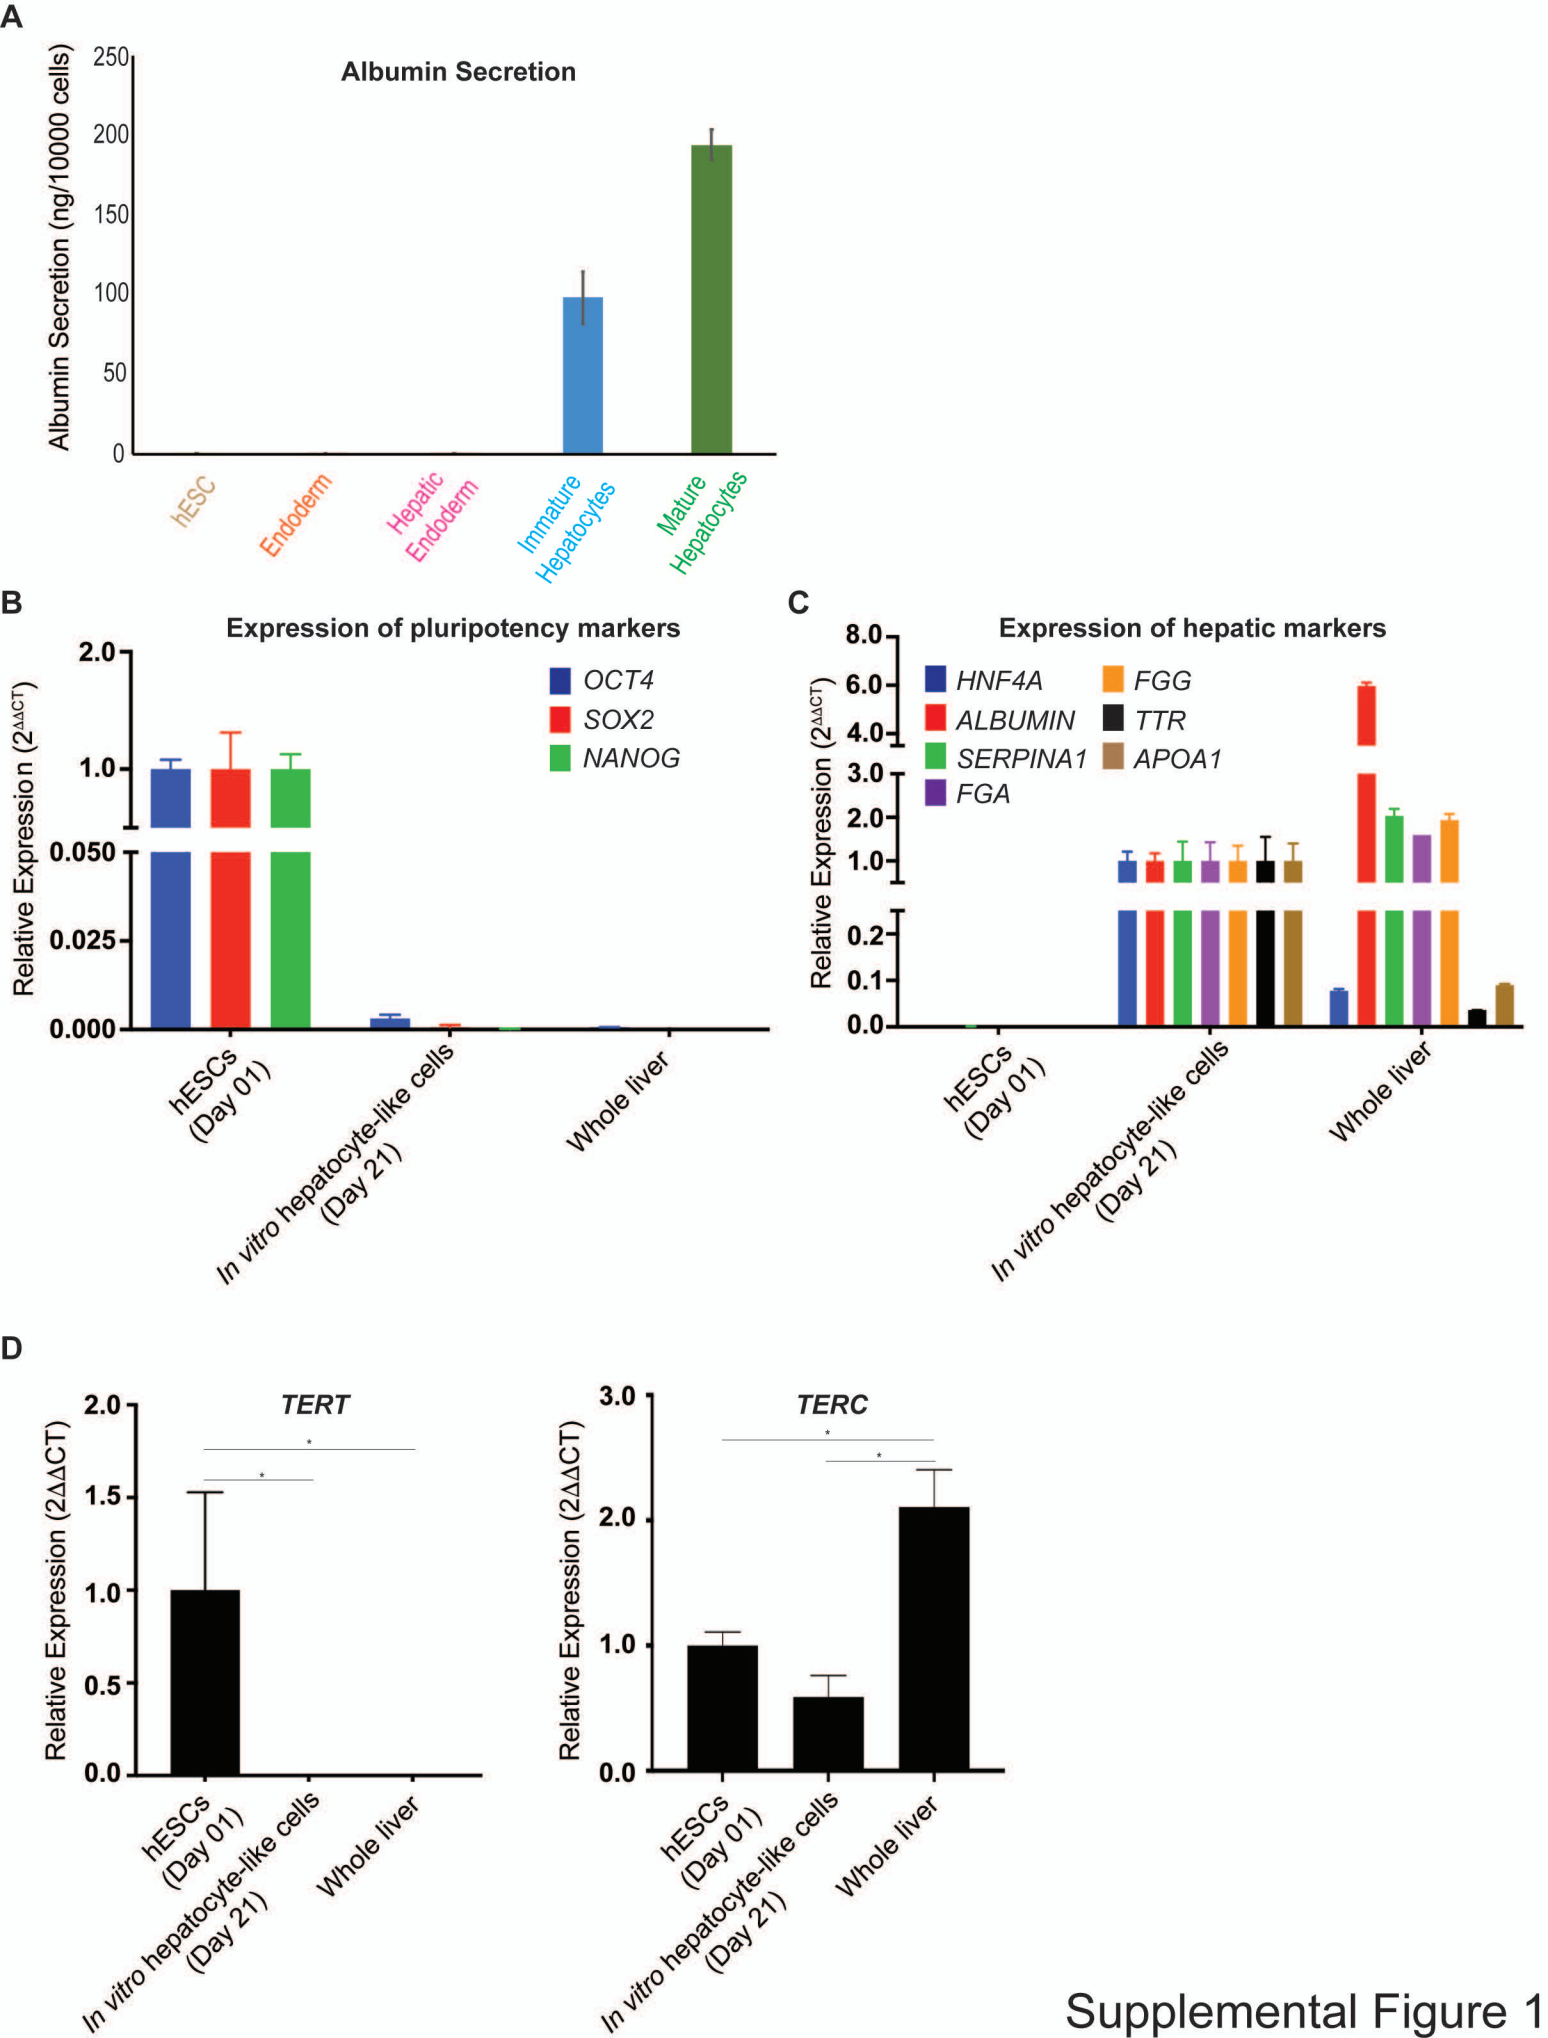 A
Albumin Secretion
Albumin Secretion (ng/10000 cells)
250
200
150
100
50
0
hESC
Endoderm
Hepatic
Endoderm
Immature
Hepatocytes
Mature
Hepatocytes
B
Expression of pluripotency markers
Relative Expression (2ΔΔCT)
2.0
1.0
0.050
0.025
0.000
OCT4
SOX2
NANOG
hESCs
(Day 01)
In vitro hepatocyte-like cells
(Day 21)
Whole liver
C
Expression of hepatic markers
Relative Expression (2ΔΔCT)
8.0
6.0
4.0
3.0
2.0
1.0
0.2
0.1
0.0
HNF4A
ALBUMIN
SERPINA1
FGA
FGG
TTR
APOA1
hESCs
(Day 01)
In vitro hepatocyte-like cells
(Day 21)
Whole liver
D
TERT
Relative Expression (2ΔΔCT)
2.0
1.5
1.0
0.5
0.0
*
*
hESCs
(Day 01)
In vitro hepatocyte-like cells
(Day 21)
Whole liver
TERC
Relative Expression (2ΔΔCT)
3.0
2.0
1.0
0.0
*
*
hESCs
(Day 01)
In vitro hepatocyte-like cells
(Day 21)
Whole liver
Supplemental Figure 1